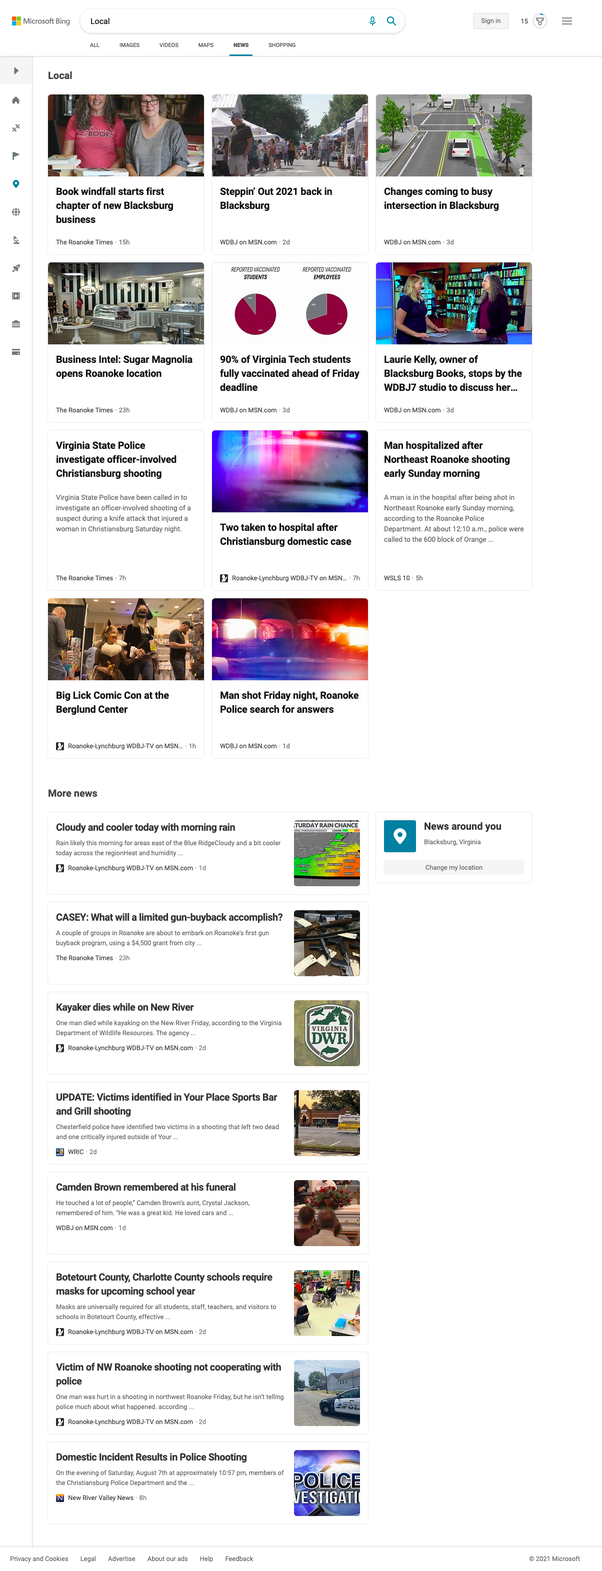 Microsoft Bing
Local
Sign in
15
ALL
IMAGES
VIDEOS
MAPS
NEWS
SHOPPING
Local
Book windfall starts first
chapter of new Blacksburg
business
The Roanoke Times · 15h
Steppin' Out 2021 back in
Blacksburg
WDBJ on MSN.com · 2d
Changes coming to busy
intersection in Blacksburg
WDBJ on MSN.com · 3d
Business Intel: Sugar Magnolia
opens Roanoke location
The Roanoke Times · 23h
REPORTED VACCINATED
STUDENTS
REPORTED VACCINATED
EMPLOYEES
90% of Virginia Tech students
fully vaccinated ahead of Friday
deadline
WDBJ on MSN.com · 3d
Laurie Kelly, owner of
Blacksburg Books, stops by the
WDBJ7 studio to discuss her...
WDBJ on MSN.com · 3d
Virginia State Police
investigate officer-involved
Christiansburg shooting
Virginia State Police have been called in to
investigate an officer-involved shooting of a
suspect during a knife attack that injured a
woman in Christiansburg Saturday night.
The Roanoke Times · 7h
Two taken to hospital after
Christiansburg domestic case
Roanoke-Lynchburg WDBJ-TV on MSN... · 7h
Man hospitalized after
Northeast Roanoke shooting
early Sunday morning
A man is in the hospital after being shot in
Northeast Roanoke early Sunday morning,
according to the Roanoke Police
Department. At about 12:10 a.m., police were
called to the 600 block of Orange ...
WSLS 10 · 5h
Big Lick Comic Con at the
Berglund Center
Roanoke-Lynchburg WDBJ-TV on MSN... · 1h
Man shot Friday night, Roanoke
Police search for answers
WDBJ on MSN.com · 1d
More news
Cloudy and cooler today with morning rain
Rain likely this morning for areas east of the Blue RidgeCloudy and a bit cooler
today across the regionHeat and humidity ...
Roanoke-Lynchburg WDBJ-TV on MSN.com · 1d
TURDAY RAIN CHANCE
News around you
Blacksburg, Virginia
Change my location
CASEY: What will a limited gun-buyback accomplish?
A couple of groups in Roanoke are about to embark on Roanoke's first gun
buyback program, using a $4,500 grant from city ...
The Roanoke Times · 23h
Kayaker dies while on New River
One man died while kayaking on the New River Friday, according to the Virginia
Department of Wildlife Resources. The agency ...
Roanoke-Lynchburg WDBJ-TV on MSN.com · 2d
VIRGINIA
DWR
UPDATE: Victims identified in Your Place Sports Bar
and Grill shooting
Chesterfield police have identified two victims in a shooting that left two dead
and one critically injured outside of Your ...
WRIC · 2d
Camden Brown remembered at his funeral
He touched a lot of people," Camden Brown's aunt, Crystal Jackson,
remembered of him. "He was a great kid. He loved cars and ...
WDBJ on MSN.com · 1d
Botetourt County, Charlotte County schools require
masks for upcoming school year
Masks are universally required for all students, staff, teachers, and visitors to
schools in Botetourt County, effective ...
Roanoke-Lynchburg WDBJ-TV on MSN.com · 2d
Victim of NW Roanoke shooting not cooperating with
police
One man was hurt in a shooting in northwest Roanoke Friday, but he isn't telling
police much about what happened. according ...
Roanoke-Lynchburg WDBJ-TV on MSN.com · 2d
Domestic Incident Results in Police Shooting
On the evening of Saturday, August 7th at approximately 10:57 pm, members of
the Christiansburg Police Department and the ...
New River Valley News · 8h
POLICE
VESTIGATI
Privacy and Cookies
Legal
Advertise
About our ads
Help
Feedback
© 2021 Microsoft